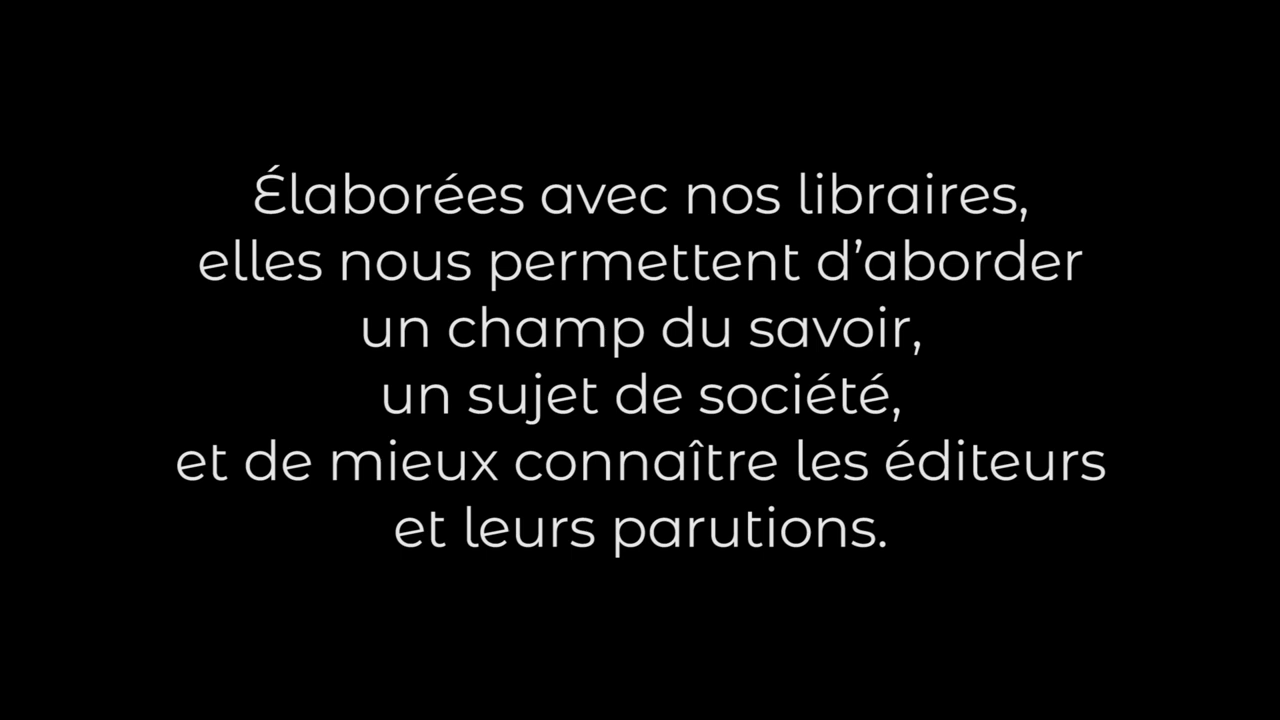 Élaborées avec nos libraires,
elles nous permettent d’aborder
un champ du savoir,
un sujet de société,
et de mieux connaître les éditeurs
et leurs parutions.